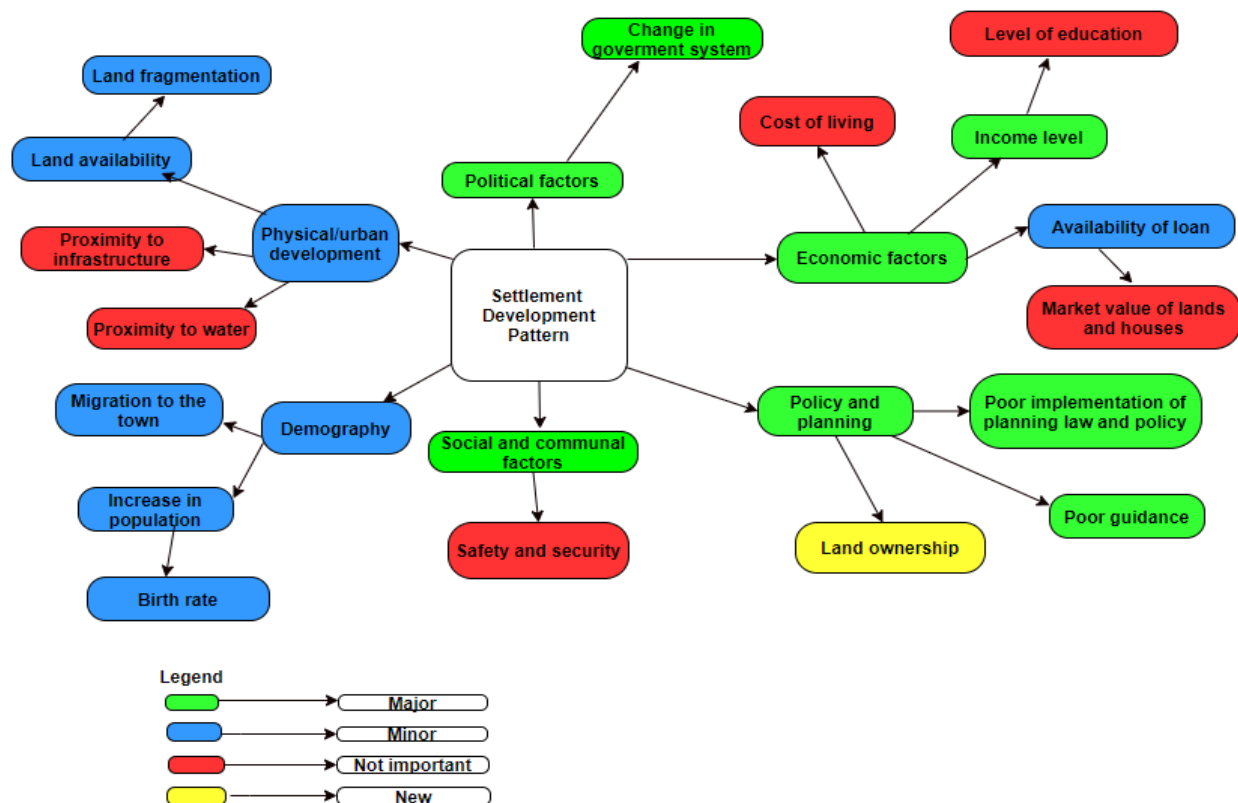 Change in
goverment system
Level of education
Land fragmentation
Cost of living
Income level
Land availability
Political factors
Proximity to
infrastructure
Physical/urban
development
Availability of loan
Economic factors
Settlement
Development
Pattern
Proximity to water
Market value of lands
and houses
Migration to the
town
Demography
Social and communal
factors
Policy and
planning
Poor implementation of
planning law and policy
Increase in
population
Safety and security
Land ownership
Poor guidance
Birth rate
Legend
Major
Minor
Not important
New